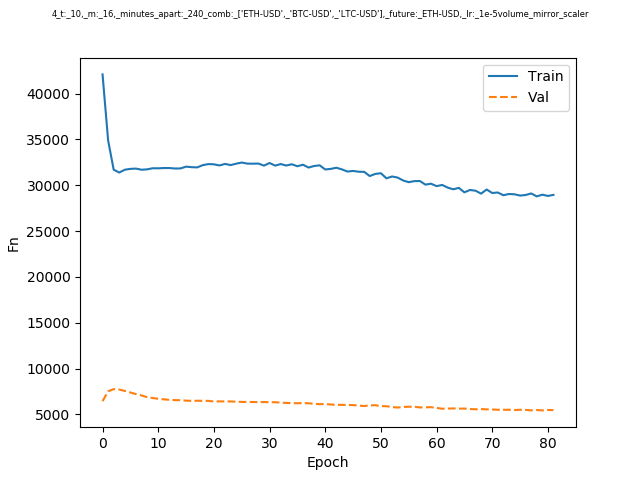 4_t:_10,_m:_16,_minutes_apart:_240_comb:_['ETH-USD',_'BTC-USD',_'LTC-USD'],_future:_ETH-USD,_lr:_1e-5volume_mirror_scaler
Train
Val
40000
35000
30000
25000
20000
15000
10000
5000
Fn
0 10 20 30 40 50 60 70 80
Epoch